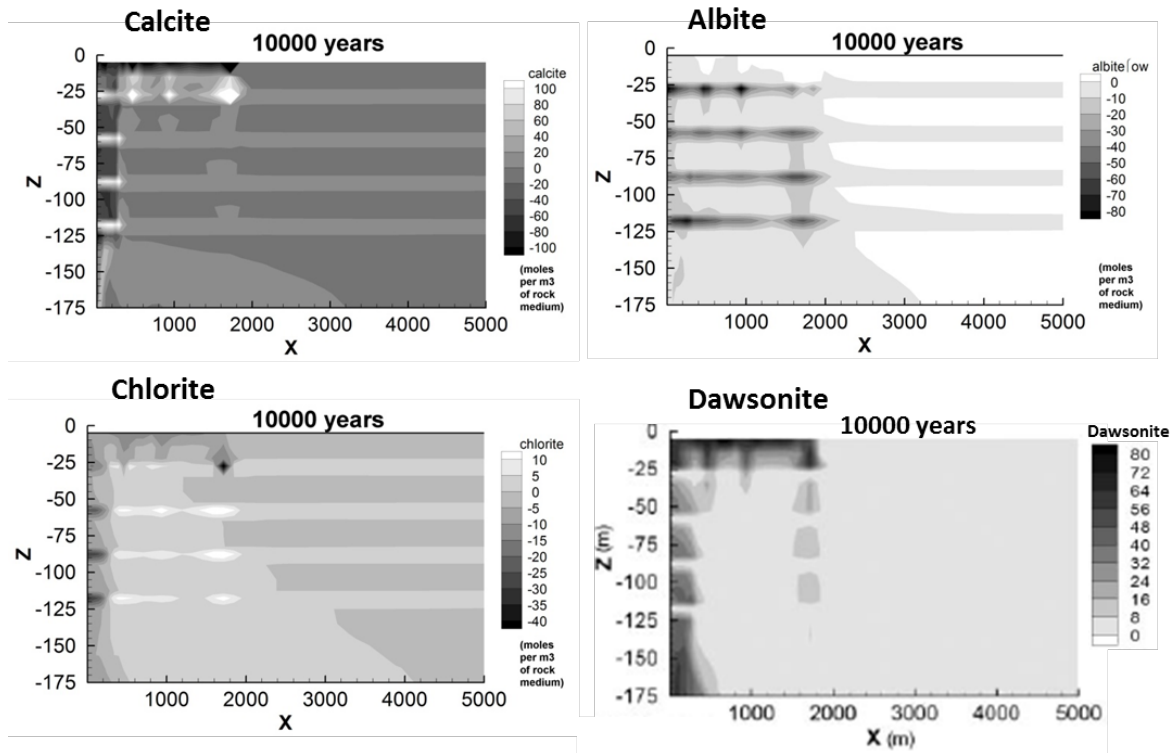 Calcite
10000 years
0
-25
-50
-75
-100
-125
-150
-175
Z
1000 2000 3000 4000 5000
X
calcite
100
80
60
40
20
0
-20
-40
-60
-80
-100
(moles
per m3
of rock
medium)
Albite
10000 years
0
-25
-50
-75
-100
-125
-150
-175
Z
1000 2000 3000 4000 5000
X
albite⌠ow
0
-10
-20
-30
-40
-50
-60
-70
-80
(moles
per m3
of rock
medium)
Chlorite
10000 years
0
-25
-50
-75
-100
-125
-150
-175
Z
1000 2000 3000 4000 5000
X
chlorite
10
5
0
-5
-10
-15
-20
-25
-30
-35
-40
(moles
per m3
of rock
medium)
Dawsonite
10000 years
0
-25
-50
-75
-100
-125
-150
-175
Z (m)
1000 2000 3000 4000 5000
X (m)
Dawsonite
80
72
64
56
48
40
32
24
16
8
0